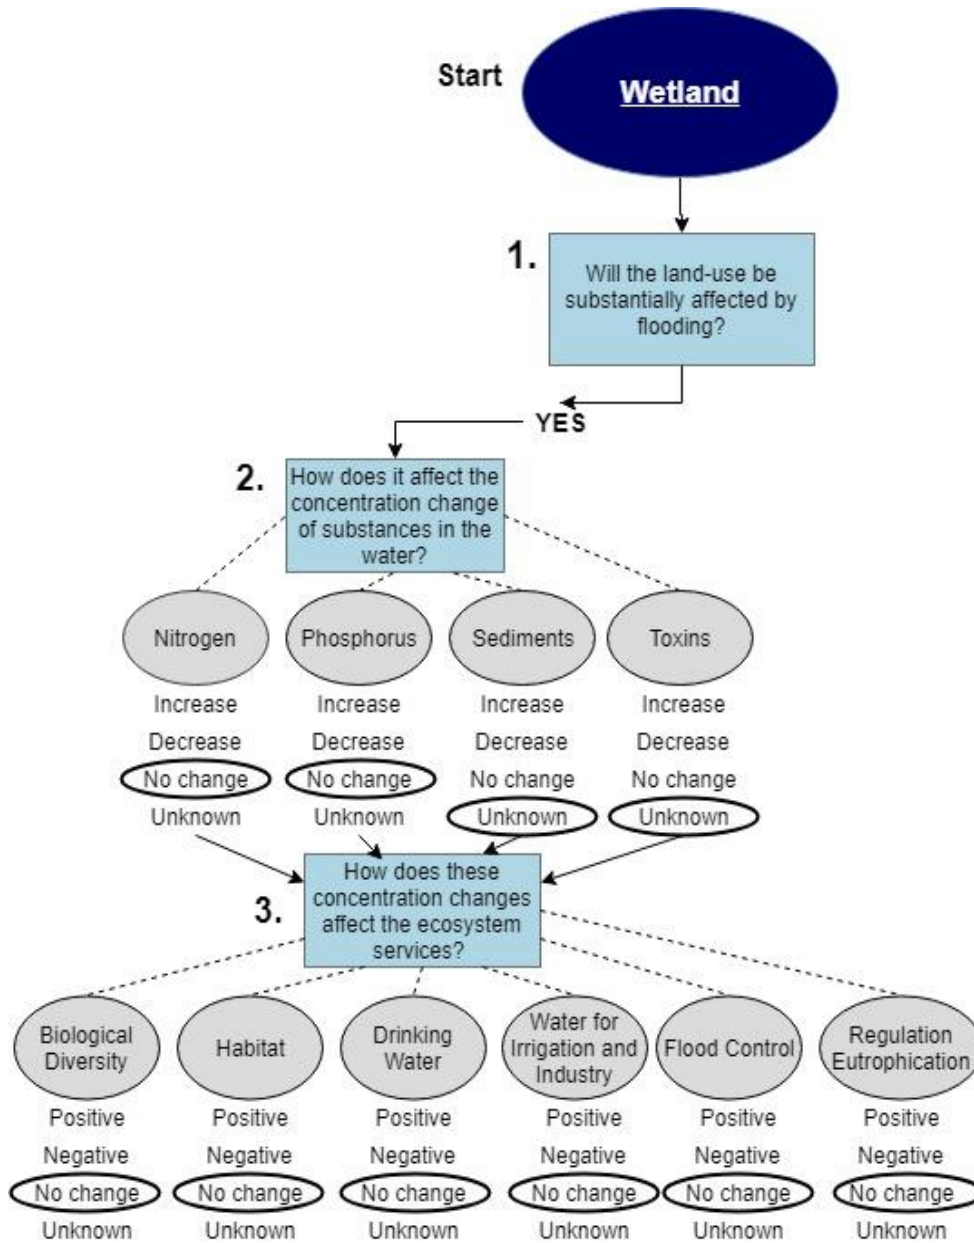 Start
Wetland
1.
Will the land-use be
substantially affected by
flooding?
YES
2.
How does it affect the
concentration change
of substances in the
water?
Nitrogen
Phosphorus
Sediments
Toxins
Increase
Increase
Increase
Increase
Decrease
Decrease
Decrease
Decrease
No change
No change
No change
No change
Unknown
Unknown
Unknown
Unknown
3.
How does these
concentration changes
affect the ecosystem
services?
Biological
Diversity
Habitat
Drinking
Water
Water for
Irrigation and
Industry
Flood Control
Regulation
Eutrophication
Positive
Positive
Positive
Positive
Positive
Positive
Negative
Negative
Negative
Negative
Negative
Negative
No change
No change
No change
No change
No change
No change
Unknown
Unknown
Unknown
Unknown
Unknown
Unknown